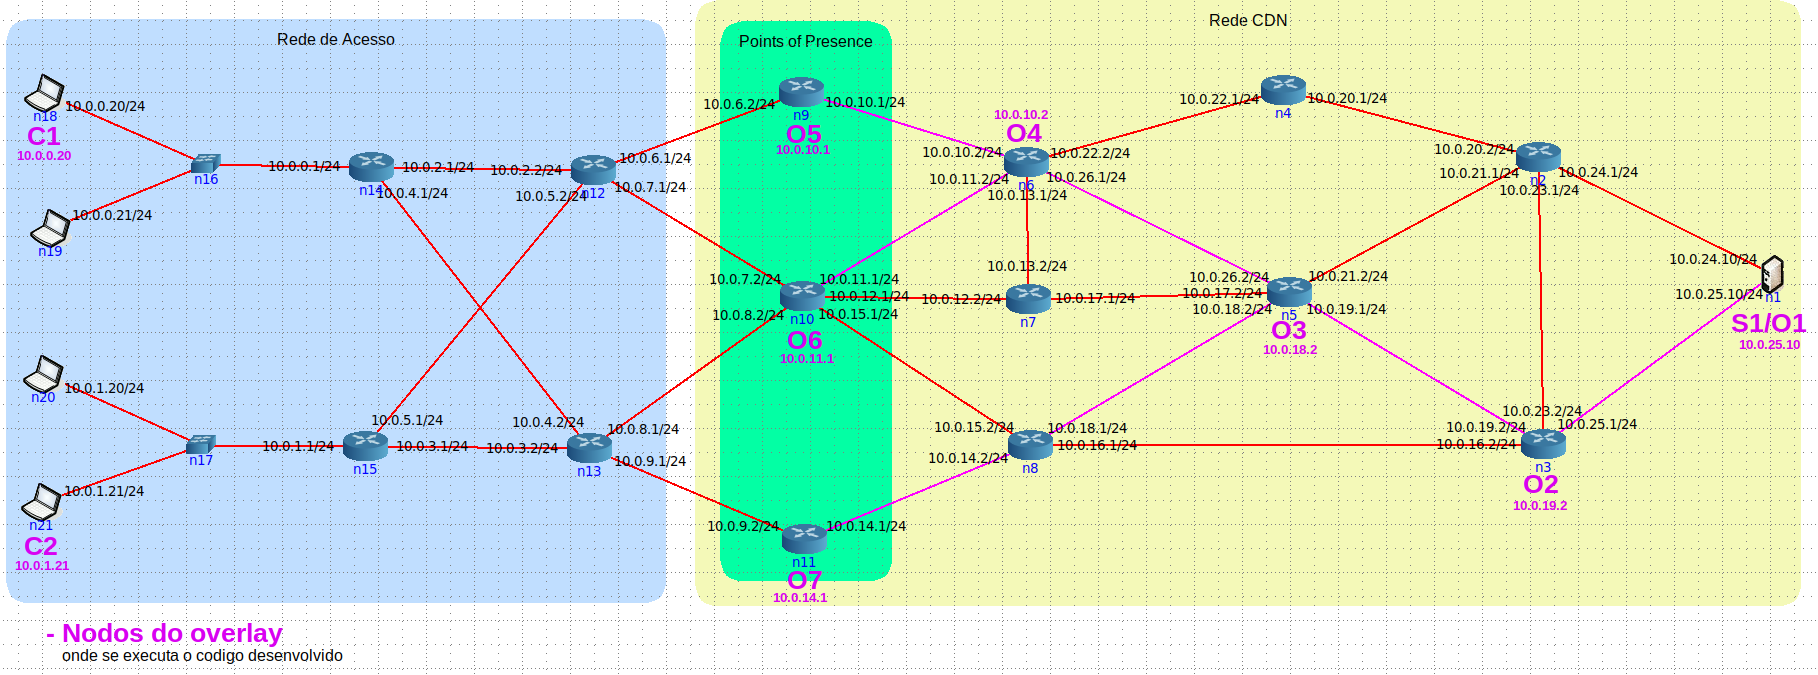 Rede de Acesso
Points of Presence
Rede CDN
10.0.0.20/24
n18
C1
10.0.0.20
n16
10.0.0.21/24
n19
10.0.0.1/24
n14
10.0.2.1/24
10.0.4.1/24
10.0.2.2/24
10.0.5.2/24
n12
10.0.6.1/24
10.0.7.1/24
10.0.1.20/24
n20
n17
10.0.1.21/24
n21
C2
10.0.1.21
10.0.1.1/24
10.0.5.1/24
10.0.3.1/24
n15
10.0.4.2/24
10.0.3.2/24
n13
10.0.8.1/24
10.0.9.1/24
10.0.6.2/24
10.0.10.1/24
n9
O5
10.0.10.1
10.0.7.2/24
10.0.8.2/24
10.0.11.1/24
10.0.12.1/24
10.0.15.1/24
n10
O6
10.0.11.1
10.0.9.2/24
10.0.14.1/24
n11
O7
10.0.14.1
10.0.10.2
O4
10.0.10.2/24
10.0.22.2/24
10.0.11.2/24
10.0.26.1/24
n6
10.0.13.1/24
10.0.13.2/24
10.0.12.2/24
10.0.17.1/24
n7
10.0.15.2/24
10.0.18.1/24
10.0.16.1/24
10.0.14.2/24
n8
10.0.22.1/24
10.0.20.1/24
n4
10.0.26.2/24
10.0.21.2/24
10.0.17.2/24
10.0.18.2/24
10.0.19.1/24
n5
O3
10.0.18.2
10.0.20.2/24
10.0.21.1/24
10.0.24.1/24
n2
10.0.23.1/24
10.0.23.2/24
10.0.19.2/24
10.0.25.1/24
10.0.16.2/24
n3
O2
10.0.19.2
10.0.24.10/24
10.0.25.10/24
n1
S1/O1
10.0.25.10
- Nodos do overlay
onde se executa o codigo desenvolvido